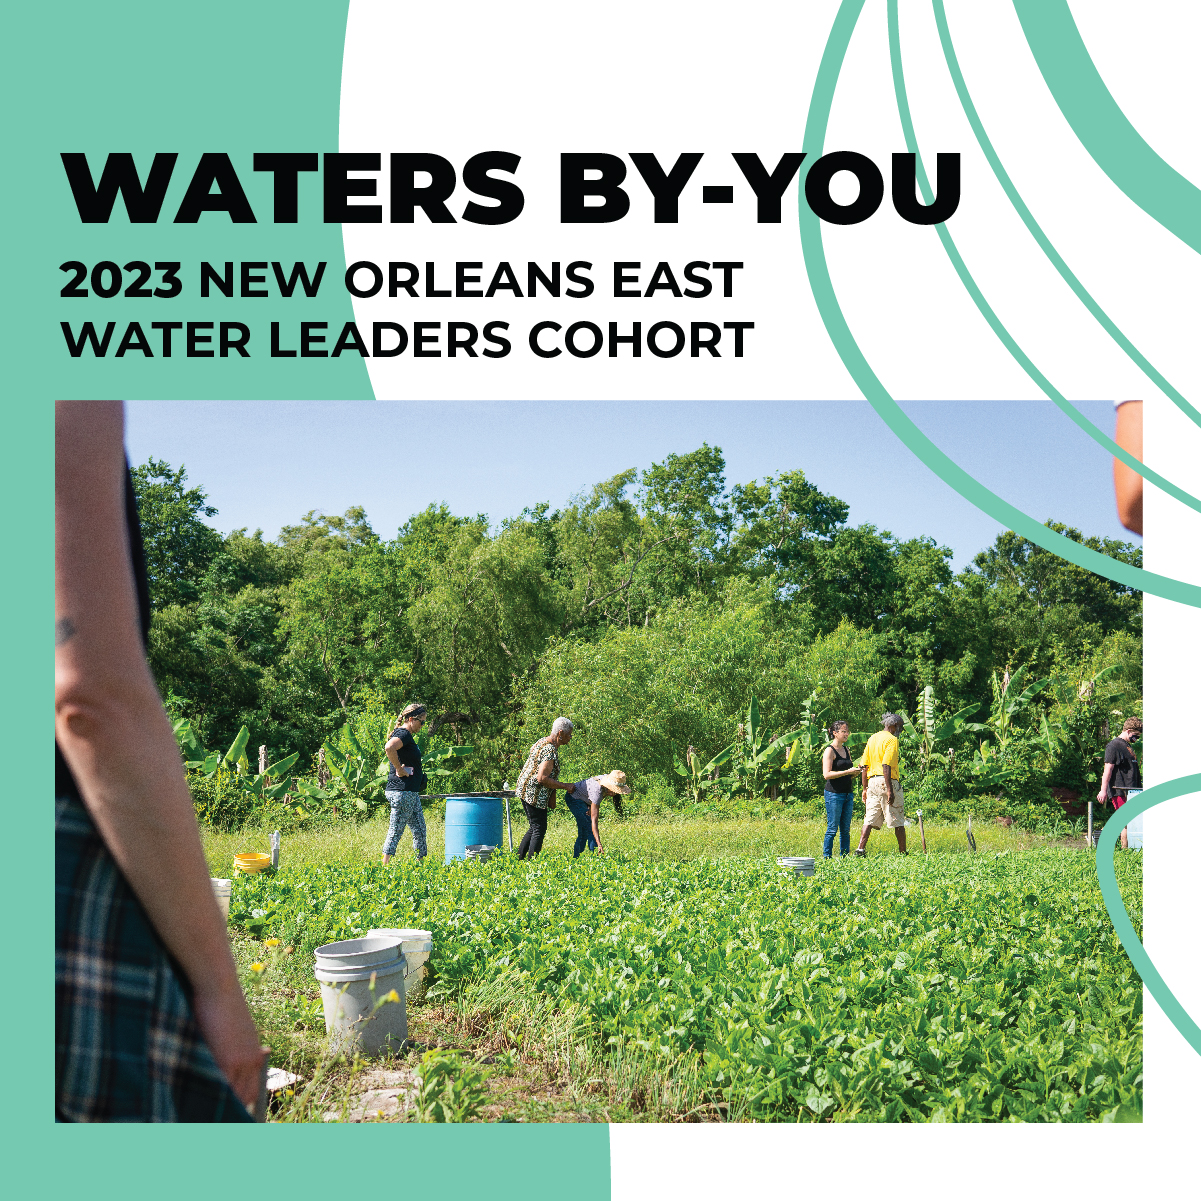 WATERS BY-YOU
2023 NEW ORLEANS EAST
WATER LEADERS COHORT